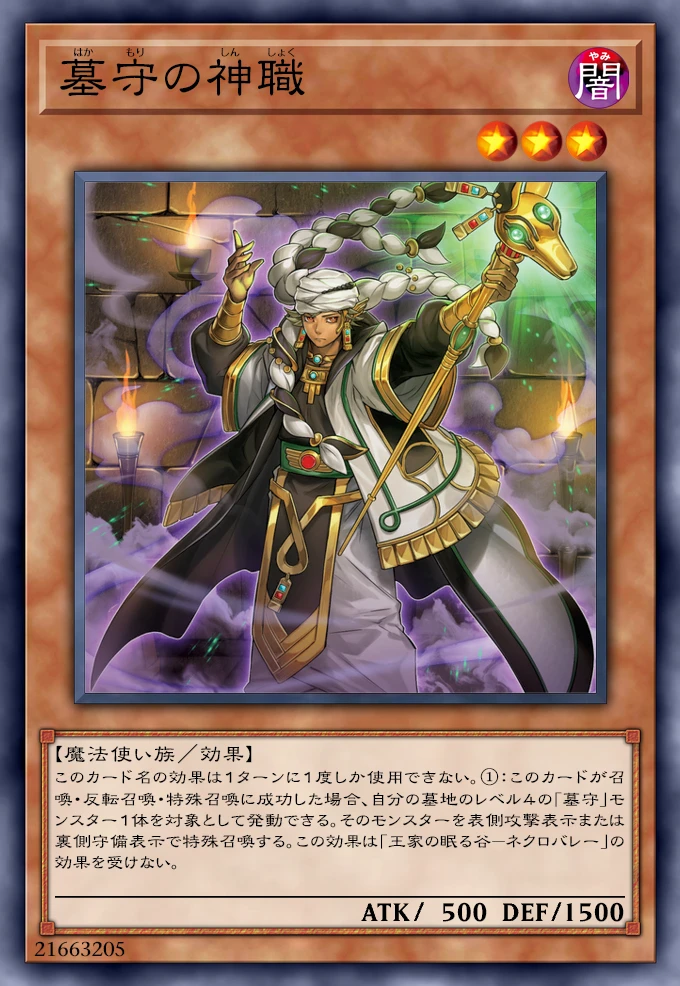 はか もり しん しょく
墓守の神職
やみ
闇
【魔法使い族／効果】
このカード名の効果は１ターンに１度しか使用できない。①：このカードが召
喚・反転召喚・特殊召喚に成功した場合、自分の墓地のレベル４の「墓守」モ
ンスター１体を対象として発動できる。そのモンスターを表側攻撃表示または
裏側守備表示で特殊召喚する。この効果は「王家の眠る谷－ネクロバレー」の
効果を受けない。
ATK/ 500 DEF/1500
21663205